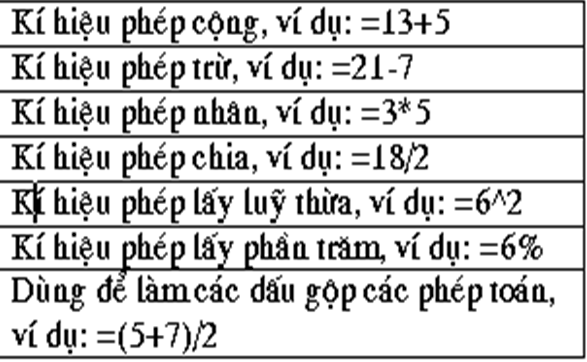 Kí hiệu phép cộng, ví dụ: =13+5
Kí hiệu phép trừ, ví dụ: =21-7
Kí hiệu phép nhân, ví dụ: =3*5
Kí hiệu phép chia, ví dụ: =18/2
Kí hiệu phép lấy luỹ thừa, ví dụ: =6^2
Kí hiệu phép lấy phần trăm, ví dụ: =6%
Dùng để làm các dấu gộp các phép toán,
ví dụ: =(5+7)/2